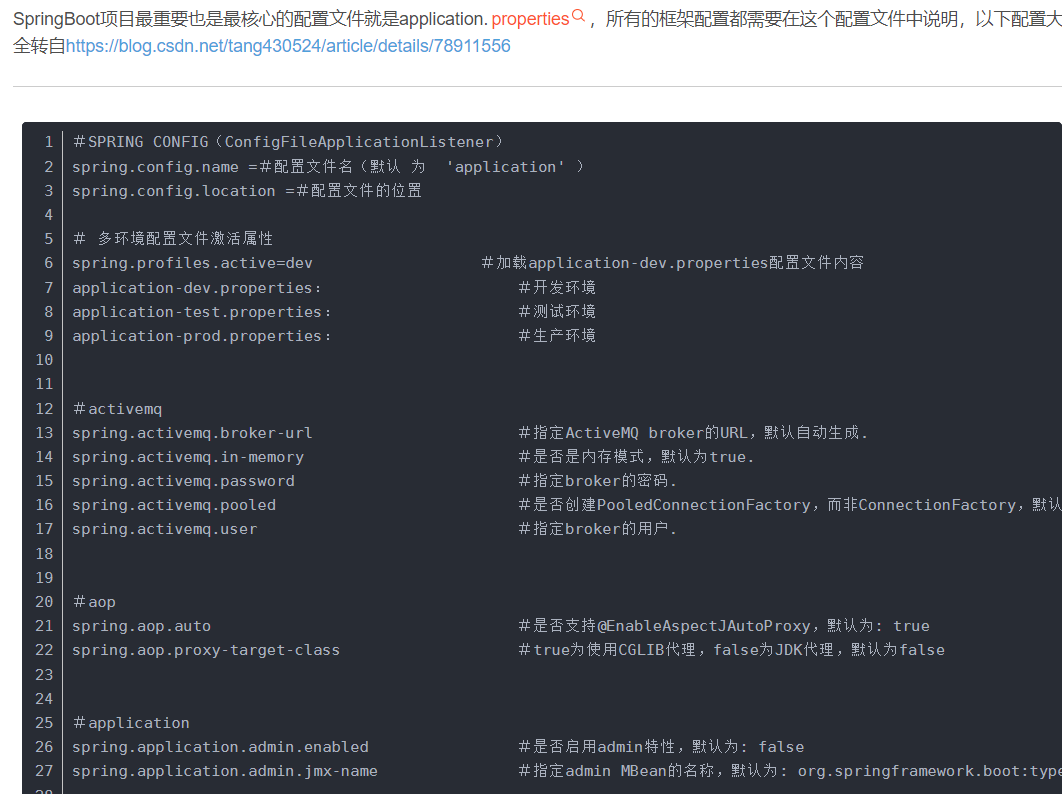 SpringBoot项目最重要也是最核心的配置文件就是application.properties，所有的框架配置都需要在这个配置文件中说明，以下配置大
全转自https://blog.csdn.net/tang430524/article/details/78911556
1 #SPRING CONFIG（ConfigFileApplicationListener）
2 spring.config.name =#配置文件名（默认 为 'application' ）
3 spring.config.location =#配置文件的位置
4
5 # 多环境配置文件激活属性
6 spring.profiles.active=dev #加载application-dev.properties配置文件内容
7 application-dev.properties： #开发环境
8 application-test.properties： #测试环境
9 application-prod.properties： #生产环境
10
11
12 #activemq
13 spring.activemq.broker-url #指定ActiveMQ broker的URL，默认自动生成.
14 spring.activemq.in-memory #是否是内存模式，默认为true.
15 spring.activemq.password #指定broker的密码.
16 spring.activemq.pooled #是否创建PooledConnectionFactory，而非ConnectionFactory，默认
17 spring.activemq.user #指定broker的用户.
18
19
20 #aop
21 spring.aop.auto #是否支持@EnableAspectJAutoProxy，默认为: true
22 spring.aop.proxy-target-class #true为使用CGLIB代理，false为JDK代理，默认为false
23
24
25 #application
26 spring.application.admin.enabled #是否启用admin特性，默认为: false
27 spring.application.admin.jmx-name #指定admin MBean的名称，默认为: org.springframework.boot:type